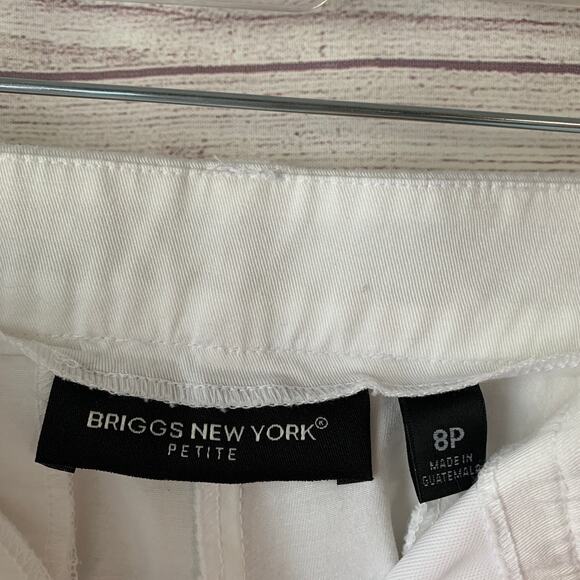 BRIGGS NEW YORK®
PETITE
8P
MADE IN
GUATEMALA